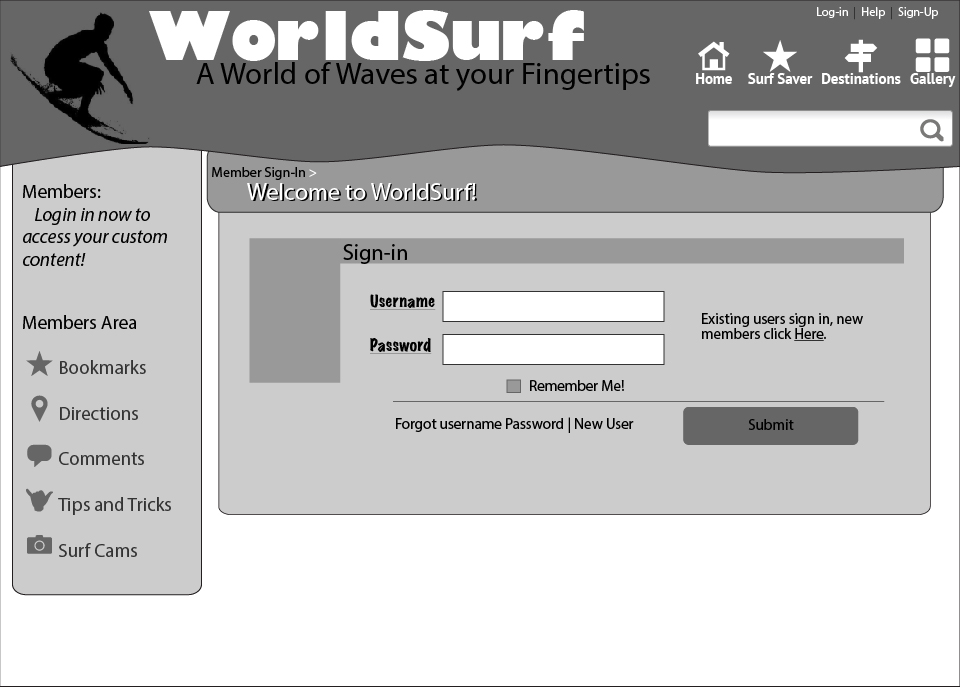 Log-in | Help | Sign-Up
WorldSurf
A World of Waves at your Fingertips
Home Surf Saver Destinations Gallery
Member Sign-In >
Welcome to WorldSurf!
Members:
Login in now to
access your custom
content!
Members Area
Bookmarks
Directions
Comments
Tips and Tricks
Surf Cams
Sign-in
Username
Password
Existing users sign in, new
members click Here.
Remember Me!
Forgot username Password | New User
Submit